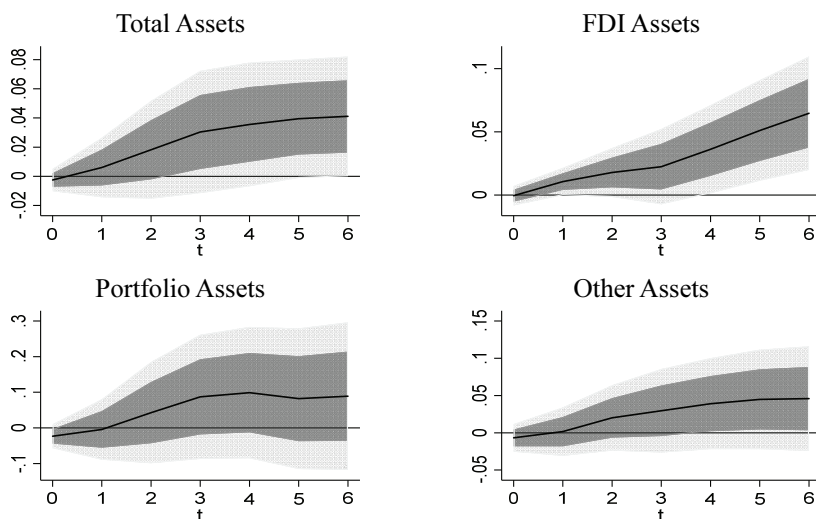 Total Assets
-.02 0 .02 .04 .06 .08
0 1 2 3 4 5 6
t
FDI Assets
0 .05 .1
0 1 2 3 4 5 6
t
Portfolio Assets
-.1 0 .1 .2 .3
0 1 2 3 4 5 6
t
Other Assets
-.05 0 .05 .1 .15
0 1 2 3 4 5 6
t